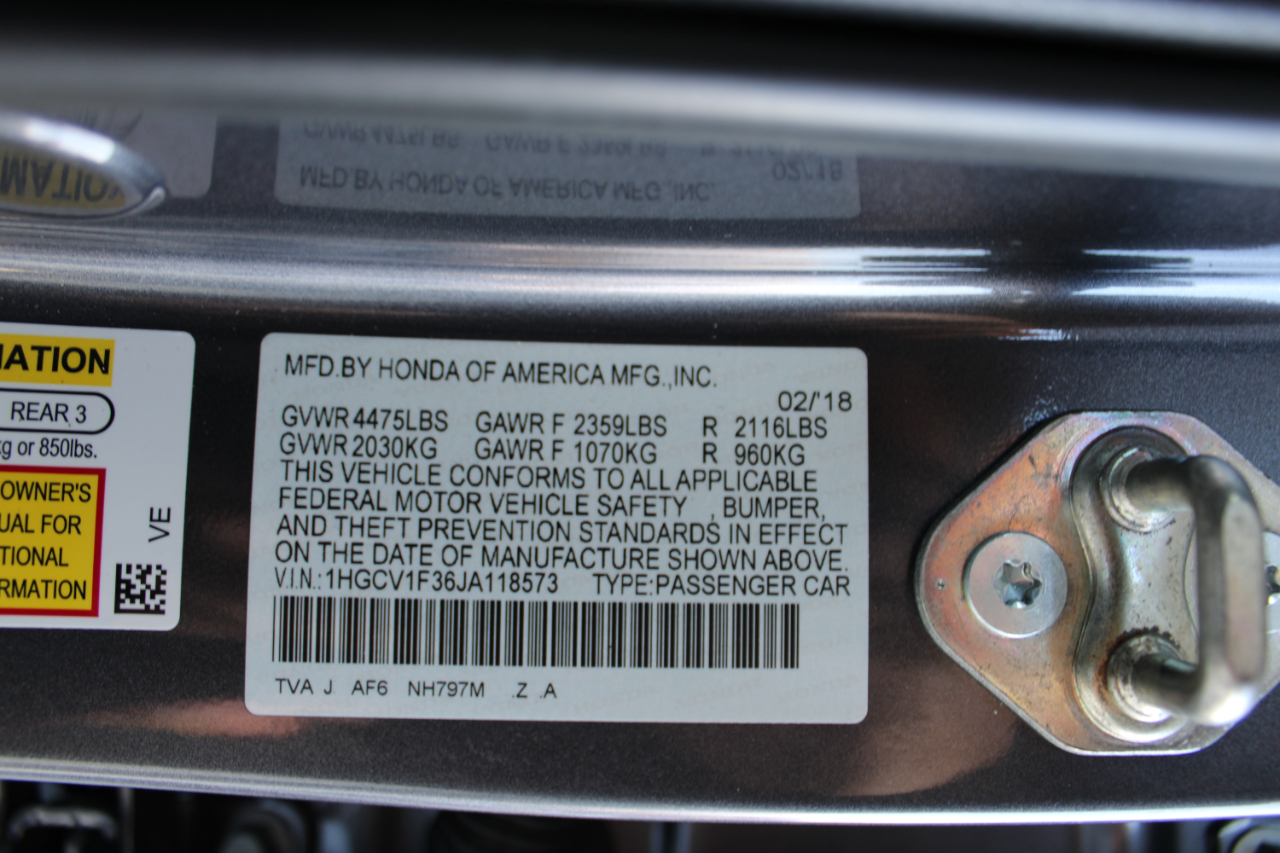 MATION
REAR 3
kg or 850lbs.
OWNER'S
UAL FOR
TIONAL
RMATION
VE
MFD.BY HONDA OF AMERICA MFG.,INC.
02/'18
GVWR 4475LBS GAWR F 2359LBS R 2116LBS
GVWR 2030KG GAWR F 1070KG R 960KG
THIS VEHICLE CONFORMS TO ALL APPLICABLE
FEDERAL MOTOR VEHICLE SAFETY , BUMPER,
AND THEFT PREVENTION STANDARDS IN EFFECT
ON THE DATE OF MANUFACTURE SHOWN ABOVE.
V.I.N.:1HGCV1F36JA118573 TYPE:PASSENGER CAR
TVA J AF6 NH797M .Z .A